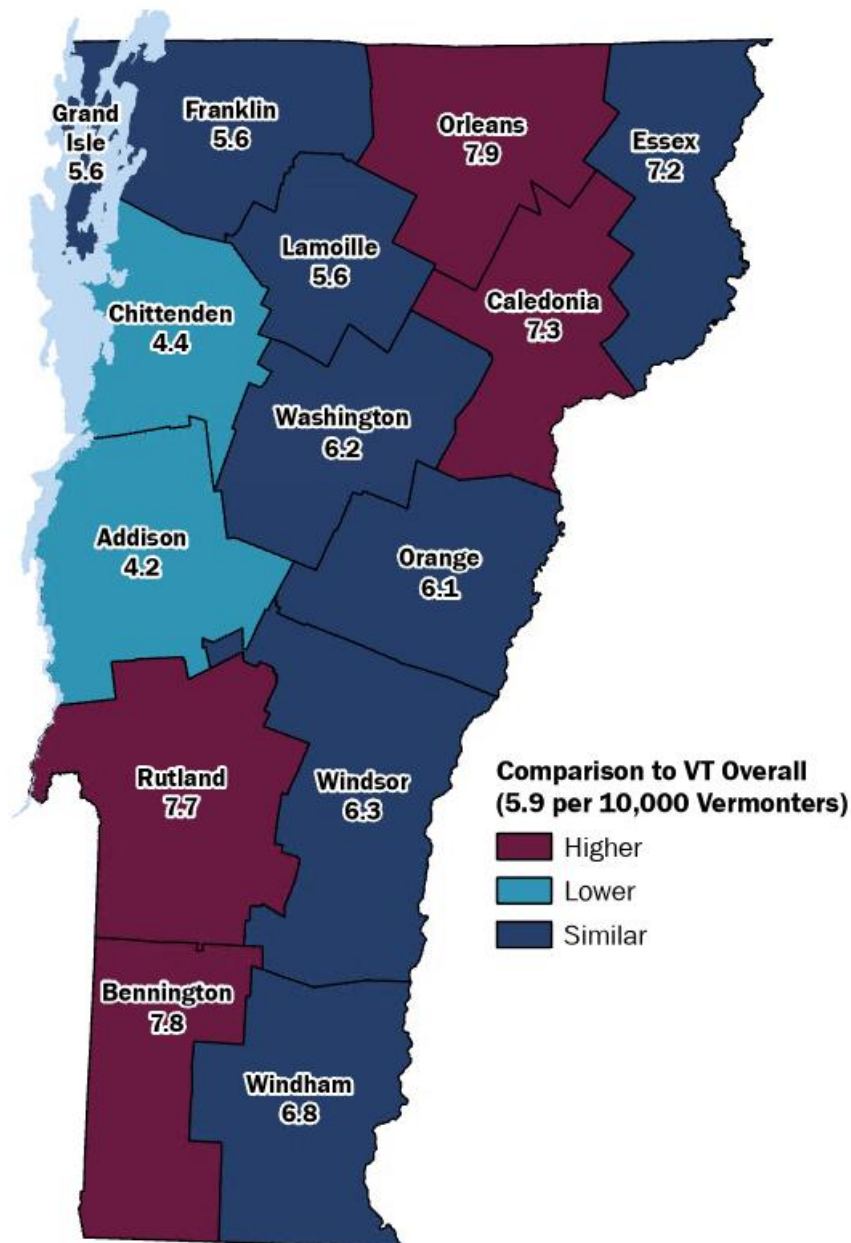 Grand
Isle
5.6
Franklin
5.6
Orleans
7.9
Essex
7.2
Lamoille
5.6
Chittenden
4.4
Caledonia
7.3
Washington
6.2
Addison
4.2
Orange
6.1
Rutland
7.7
Windsor
6.3
Comparison to VT Overall
(5.9 per 10,000 Vermonters)
Higher
Lower
Similar
Bennington
7.8
Windham
6.8